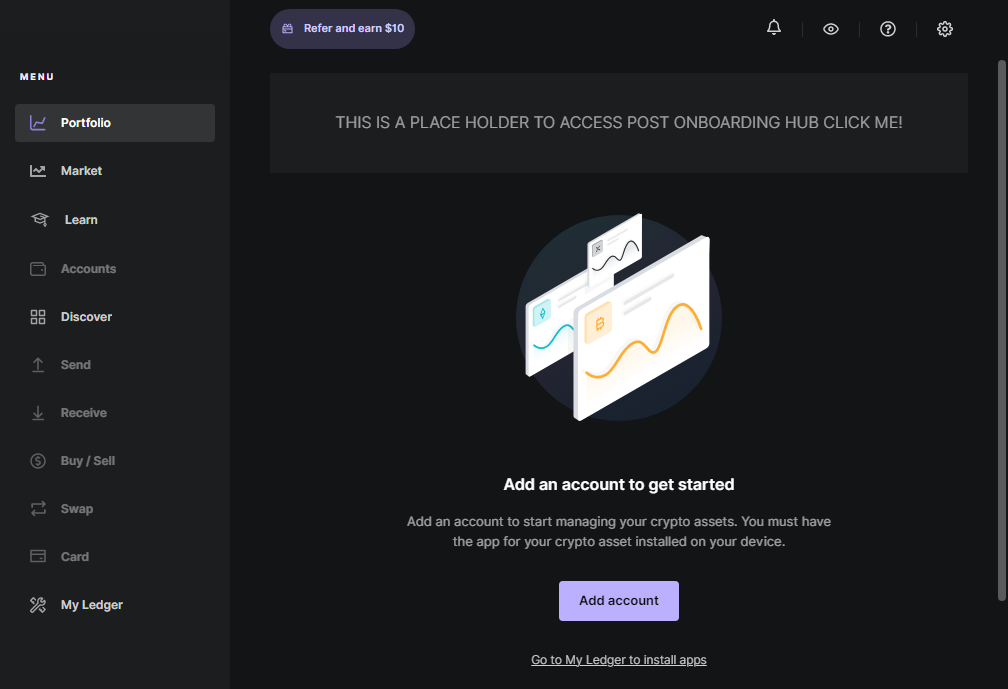 Refer and earn $10
MENU
Portfolio
Market
Learn
Accounts
Discover
Send
Receive
Buy / Sell
Swap
Card
My Ledger
THIS IS A PLACE HOLDER TO ACCESS POST ONBOARDING HUB CLICK ME!
Add an account to get started
Add an account to start managing your crypto assets. You must have
the app for your crypto asset installed on your device.
Add account
Go to My Ledger to install apps